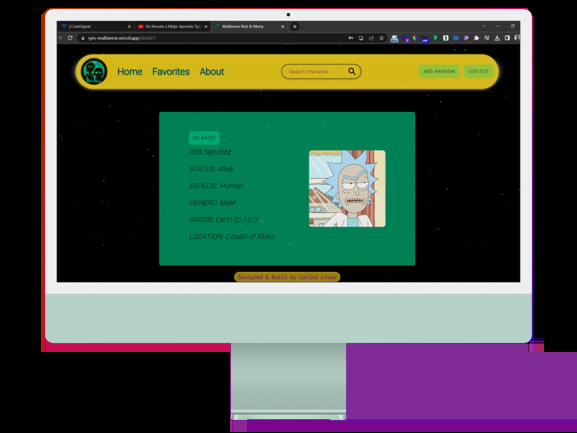 CodeSignal
De Novato a Ninja: Aprende Typ
Multiverse Rick & Morty
rym-multiverse.vercel.app/detail/1
Home Favorites About
Search character...
ADD RANDOM
LOG OUT
GO BACK!
Rick Sanchez
STATUS: Alive
ESPECIE: Human
GENERO: Male
ORIGIN: Earth (C-137)
LOCATION: Citadel of Ricks
Designed & Built by Carlos Lovey